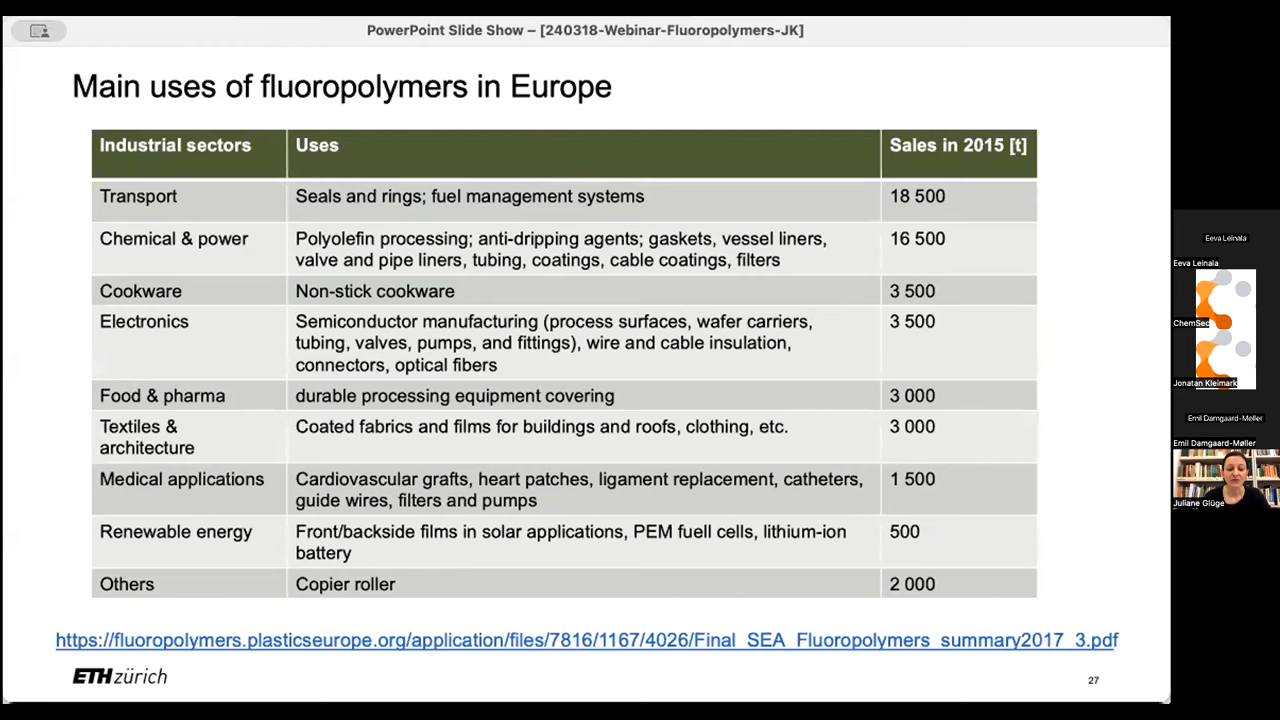 PowerPoint Slide Show – [240318-Webinar-Fluoropolymers-JK]
Main uses of fluoropolymers in Europe
Industrial sectors Uses Sales in 2015 [t]
Transport Seals and rings; fuel management systems 18 500
Chemical & power Polyolefin processing; anti-dripping agents; gaskets, vessel liners, 16 500
valve and pipe liners, tubing, coatings, cable coatings, filters
Cookware Non-stick cookware 3 500
Electronics Semiconductor manufacturing (process surfaces, wafer carriers, 3 500
tubing, valves, pumps, and fittings), wire and cable insulation,
connectors, optical fibers
Food & pharma durable processing equipment covering 3 000
Textiles & Coated fabrics and films for buildings and roofs, clothing, etc. 3 000
architecture
Medical applications Cardiovascular grafts, heart patches, ligament replacement, catheters, 1 500
guide wires, filters and pumps
Renewable energy Front/backside films in solar applications, PEM fuell cells, lithium-ion 500
battery
Others Copier roller 2 000
https://fluoropolymers.plasticseurope.org/application/files/7816/1167/4026/Final_SEA_Fluoropolymers_summary2017_3.pdf
ETH zürich
27
Eeva Leinala
Eeva Leinala
ChemSec
Jonatan Kleimark
Emil Damgaard-Møller
Emil Damgaard-Møller
Juliane Glüge